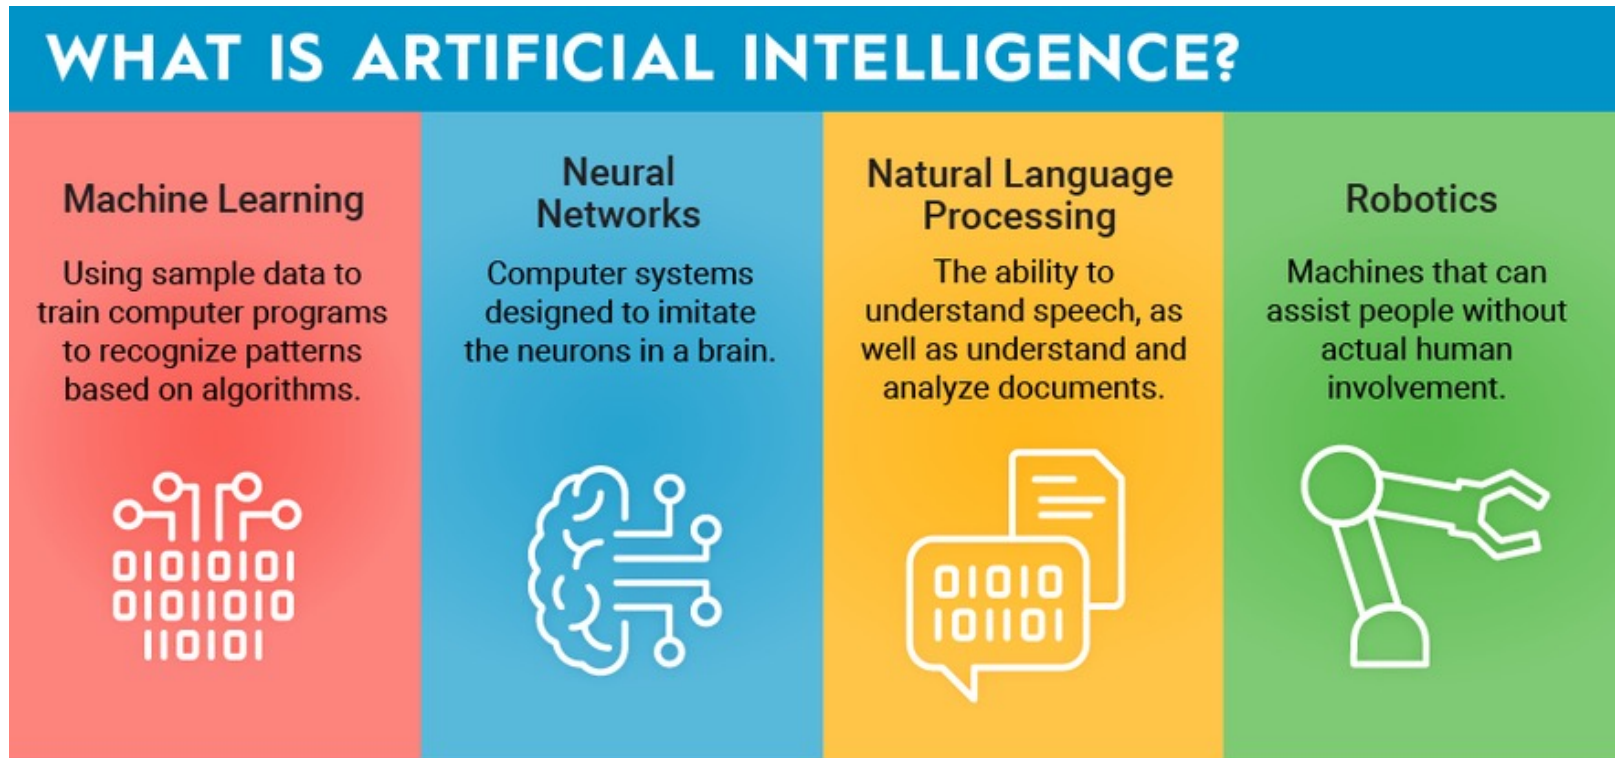 WHAT IS ARTIFICIAL INTELLIGENCE?
Machine Learning
Using sample data to
train computer programs
to recognize patterns
based on algorithms.
01010101
01011010
110101
Neural
Networks
Computer systems
designed to imitate
the neurons in a brain.
Natural Language
Processing
The ability to
understand speech, as
well as understand and
analyze documents.
01010
101101
Robotics
Machines that can
assist people without
actual human
involvement.